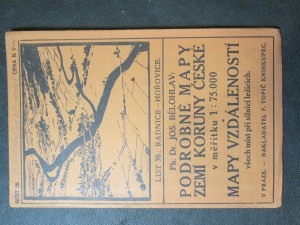 LIST 30. RADNICE - HOŘOVICE.
Ph. Dr. JOS. BĚLOHLAV:
PODROBNÉ MAPY
ZEMÍ KORUNY ČESKÉ
v měřítku 1 : 75.000
a
MAPY VZDÁLENOSTÍ
všech míst při silnici ležících.
V PRAZE. — NAKLADATEL F. TOPIČ KNIHKUPEC.
CENA K